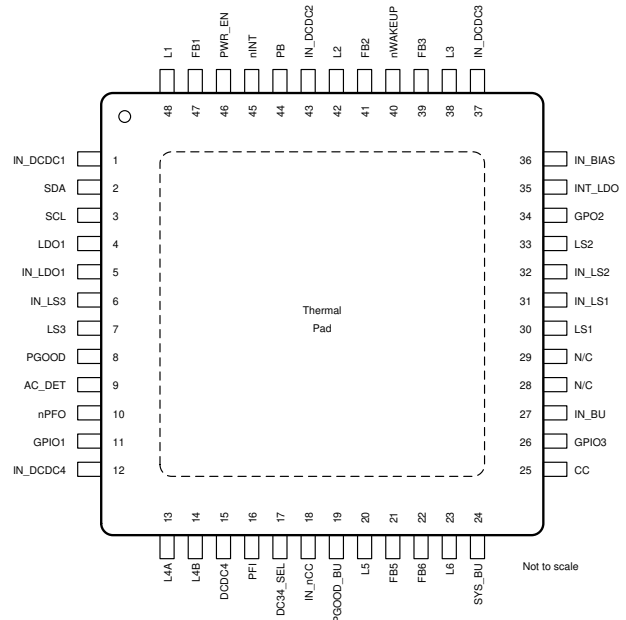 L1 FB1 PWR_EN nINT PB IN_DCDC2 L2 FB2 nWAKEUP FB3 L3 IN_DCDC3
48 47 46 45 44 43 42 41 40 39 38 37
IN_DCDC1 1 36 IN_BIAS
SDA 2 35 INT_LDO
SCL 3 34 GPO2
LDO1 4 33 LS2
IN_LDO1 5 32 IN_LS2
IN_LS3 6 31 IN_LS1
Thermal
LS3 7 30 LS1
Pad
PGOOD 8 29 N/C
AC_DET 9 28 N/C
nPFO 10 27 IN_BU
GPIO1 11 26 GPIO3
IN_DCDC4 12 25 CC
13 14 15 16 17 18 19 20 21 22 23 24
L4A L4B DCDC4 PFI DC34_SEL IN_nCC PGOOD_BU L5 FB5 FB6 L6 SYS_BU
Not to scale